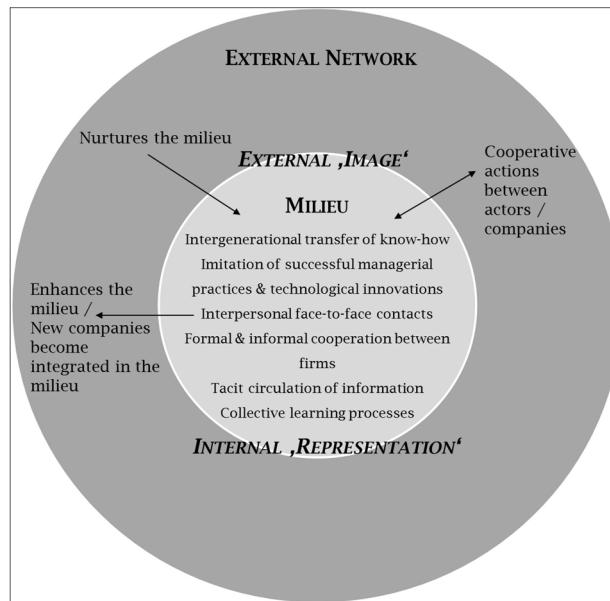 EXTERNAL NETWORK
Nurtures the milieu
EXTERNAL ‚IMAGE‘
Cooperative
actions
between
actors /
companies
MILIEU
Intergenerational transfer of know-how
Imitation of successful managerial
practices & technological innovations
Interpersonal face-to-face contacts
Formal & informal cooperation between
firms
Tacit circulation of information
Collective learning processes
Enhances the
milieu /
New companies
become
integrated in the
milieu
INTERNAL ‚REPRESENTATION‘